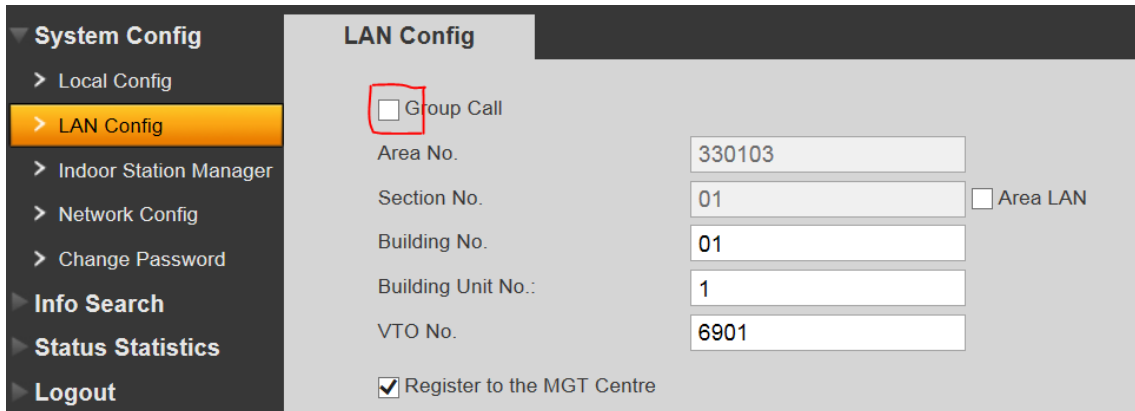 System Config
Local Config
LAN Config
Indoor Station Manager
Network Config
Change Password
Info Search
Status Statistics
Logout
LAN Config
Group Call
Area No. 330103
Section No. 01 Area LAN
Building No. 01
Building Unit No.: 1
VTO No. 6901
Register to the MGT Centre